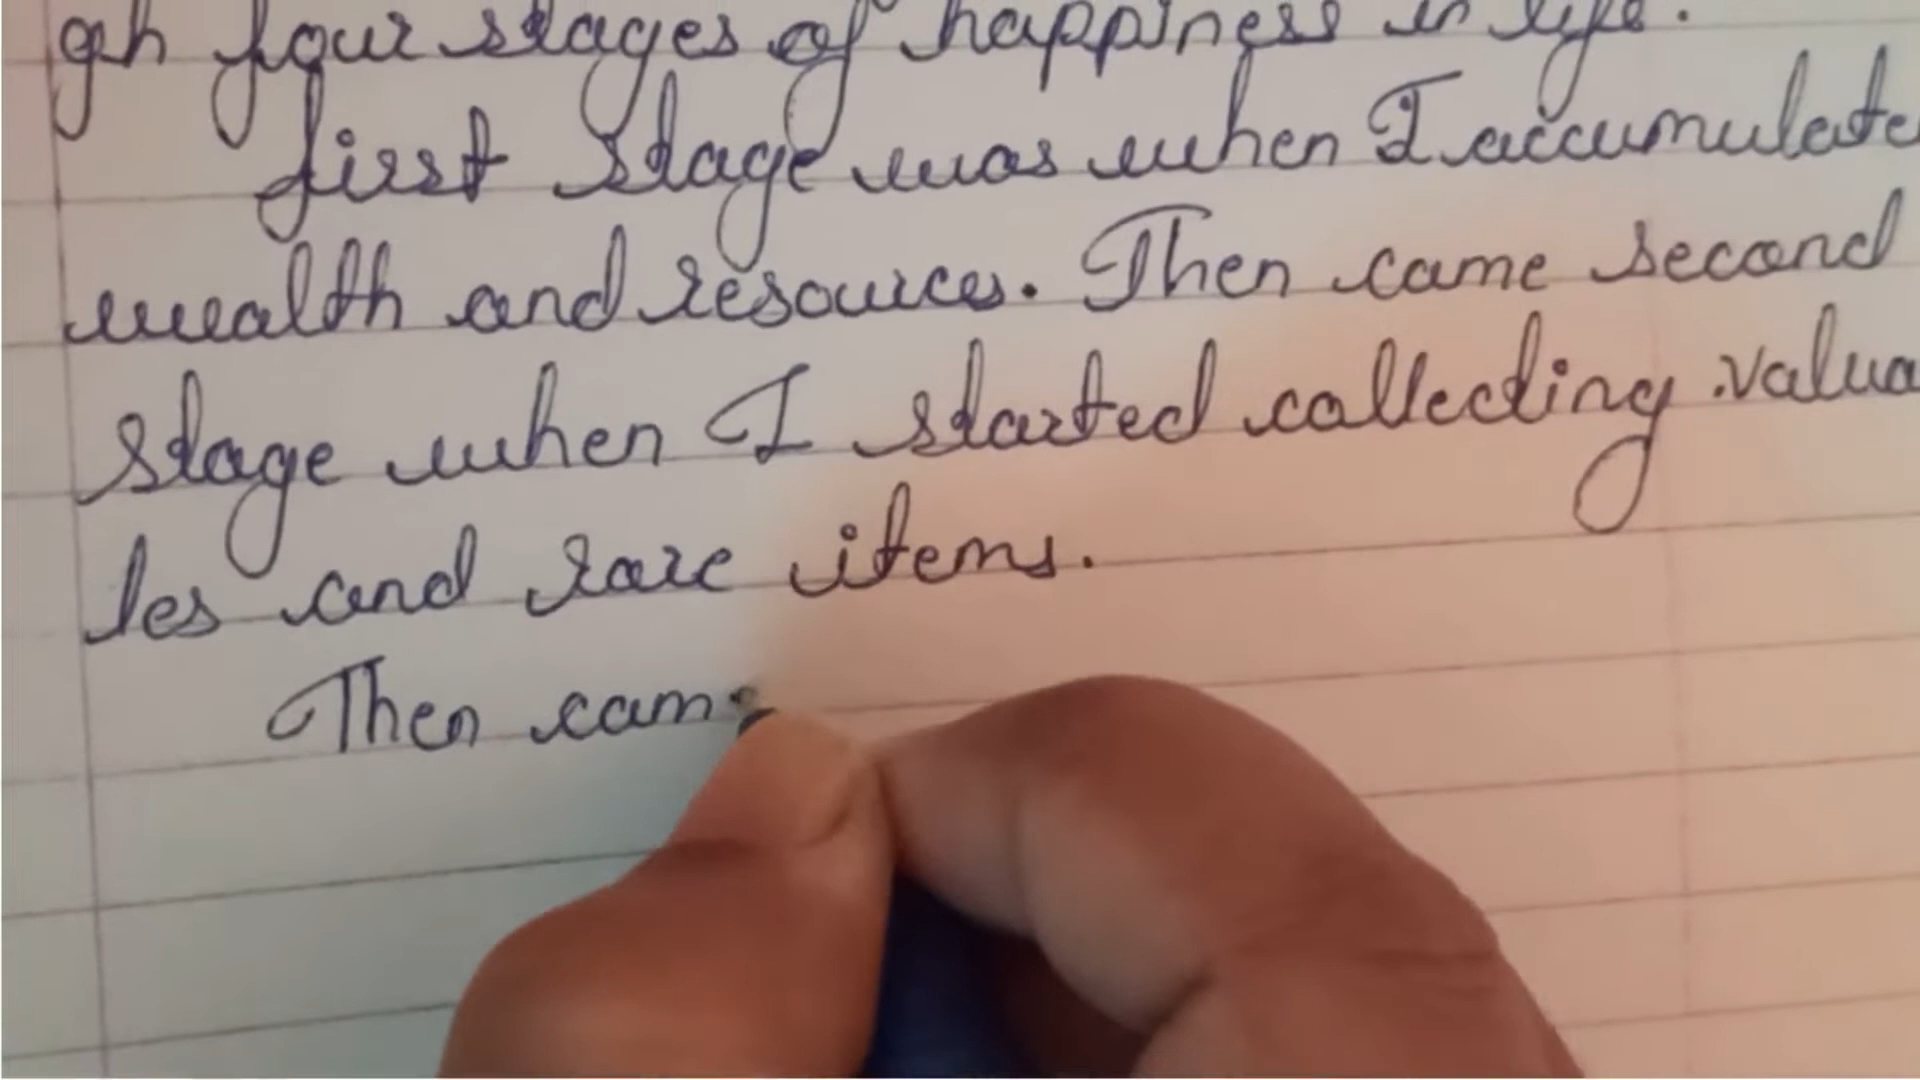 gh four stages of happiness in life.
first stage was when I accumulate
wealth and resources. Then came second
stage when I started collecting valua
les and rare items.
Then cam